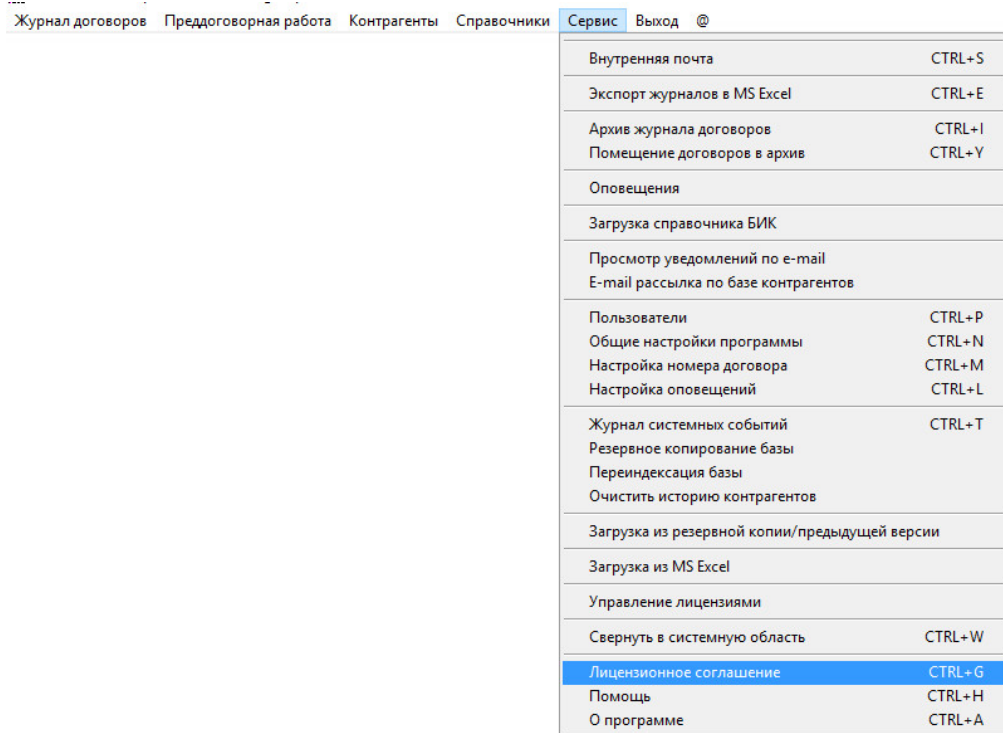 Журнал договоров Преддоговорная работа Контрагенты Справочники Сервис Выход @
Внутренняя почта CTRL+S
Экспорт журналов в MS Excel CTRL+E
Архив журнала договоров CTRL+I
Помещение договоров в архив CTRL+Y
Оповещения
Загрузка справочника БИК
Просмотр уведомлений по e-mail
E-mail рассылка по базе контрагентов
Пользователи CTRL+P
Общие настройки программы CTRL+N
Настройка номера договора CTRL+M
Настройка оповещений CTRL+L
Журнал системных событий CTRL+T
Резервное копирование базы
Переиндексация базы
Очистить историю контрагентов
Загрузка из резервной копии/предыдущей версии
Загрузка из MS Excel
Управление лицензиями
Свернуть в системную область CTRL+W
Лицензионное соглашение CTRL+G
Помощь CTRL+H
О программе CTRL+A